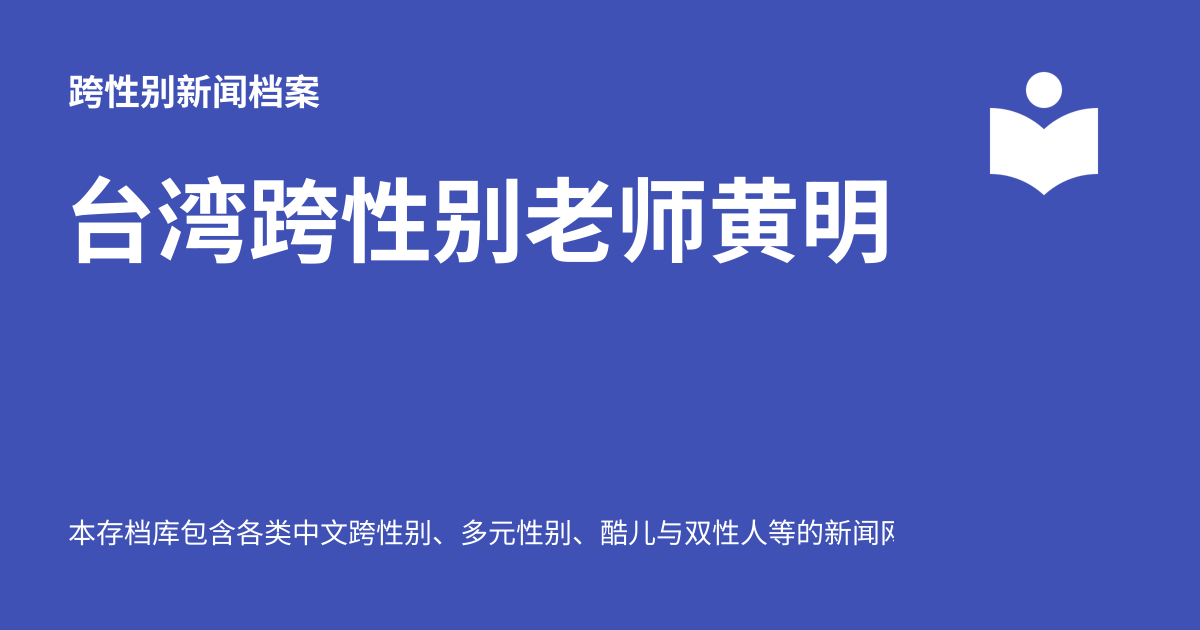 跨性别新闻档案
台湾跨性别老师黄明
本存档库包含各类中文跨性别、多元性别、酷儿与双性人等的新闻